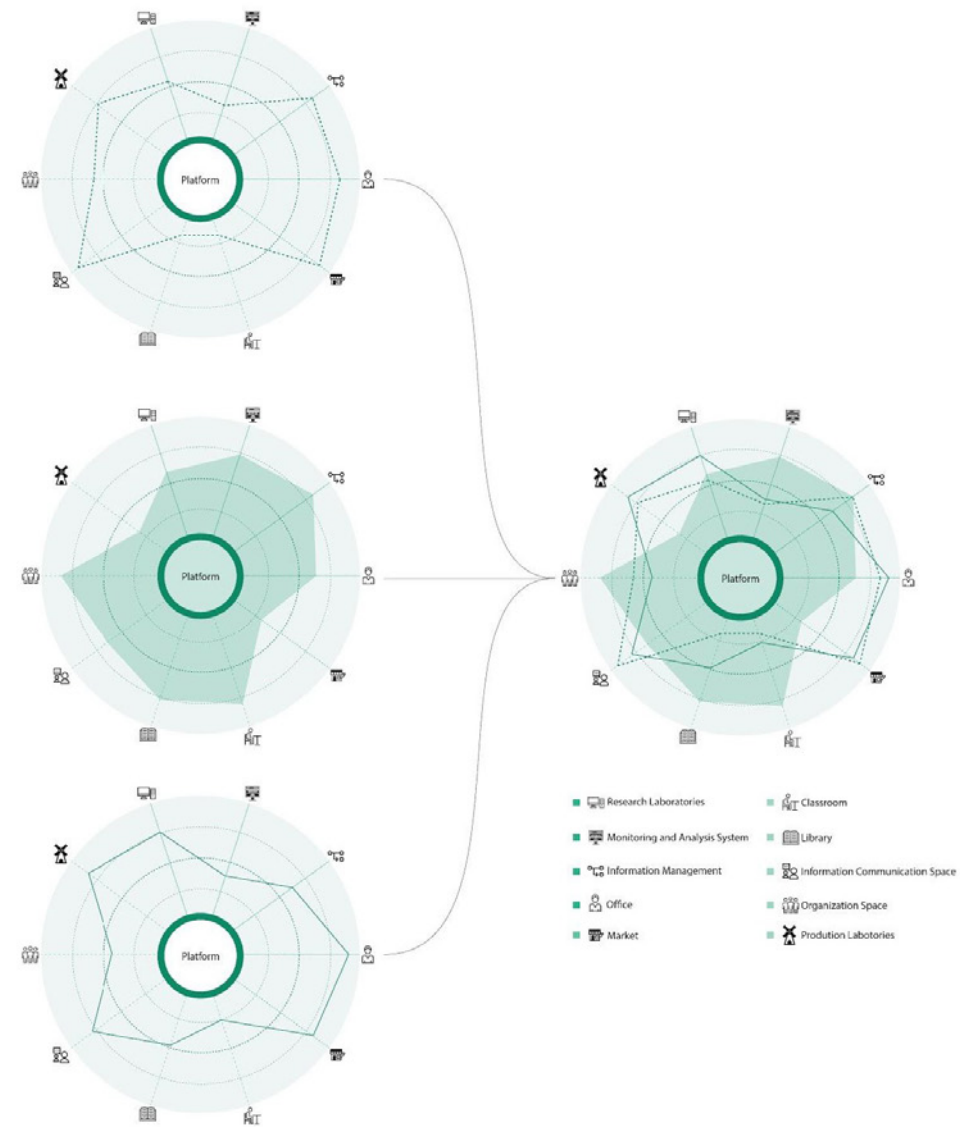 Platform
Platform
Platform
Platform
Research Laboratories
Monitoring and Analysis System
Information Management
Office
Market
Classroom
Library
Information Communication Space
Organization Space
Prodution Labotories